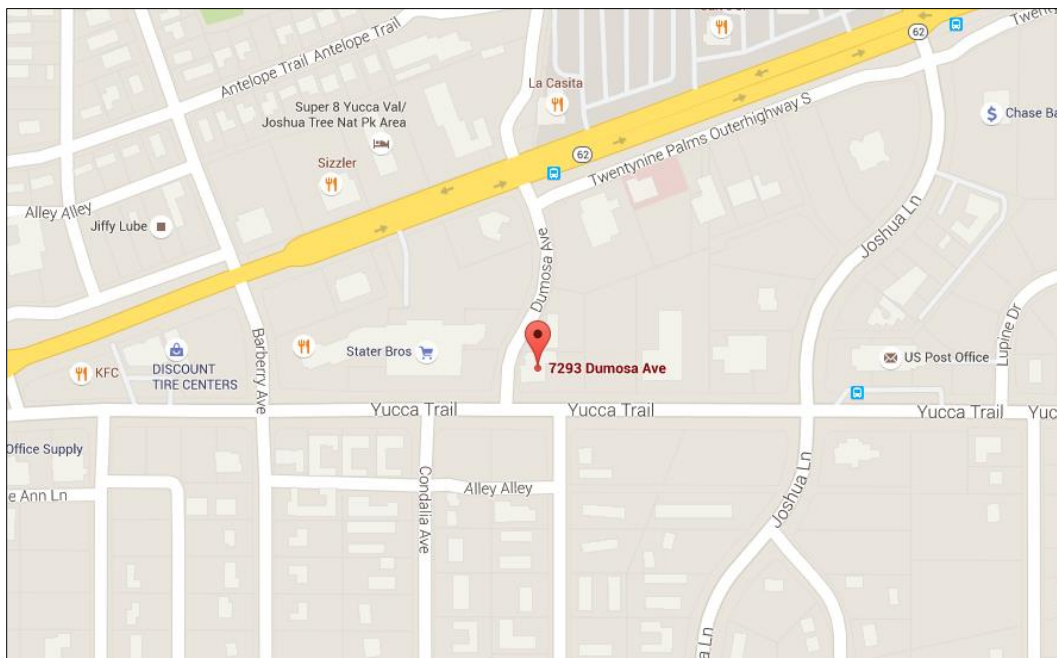 Twenty
62
Antelope Trail Antelope Trail
La Casita
Super 8 Yucca Val/
Joshua Tree Nat Pk Area
Chase Ba
62
Twentynine Palms Outerhighway S
Sizzler
Alley Alley
Jiffy Lube
Joshua Ln
Dumosa Ave
Lupine Dr
Barberry Ave
Stater Bros
US Post Office
KFC
DISCOUNT
TIRE CENTERS
7293 Dumosa Ave
Yucca Trail
Yucca Trail
Yucca Trail
Yuc
Office Supply
Condalia Ave
Alley Alley
e Ann Ln
Joshua Ln
a Ln